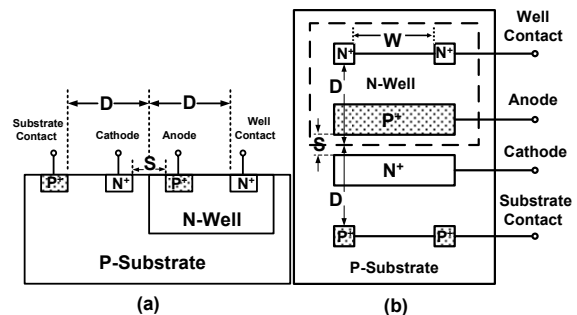 D
D
Substrate
Contact
Cathode
Anode
Well
Contact
S
P+
N+
P+
N+
N-Well
P-Substrate
(a)
N+
W
N+
Well
Contact
N-Well
D
P+
Anode
S
N+
Cathode
D
P+
P+
Substrate
Contact
P-Substrate
(b)